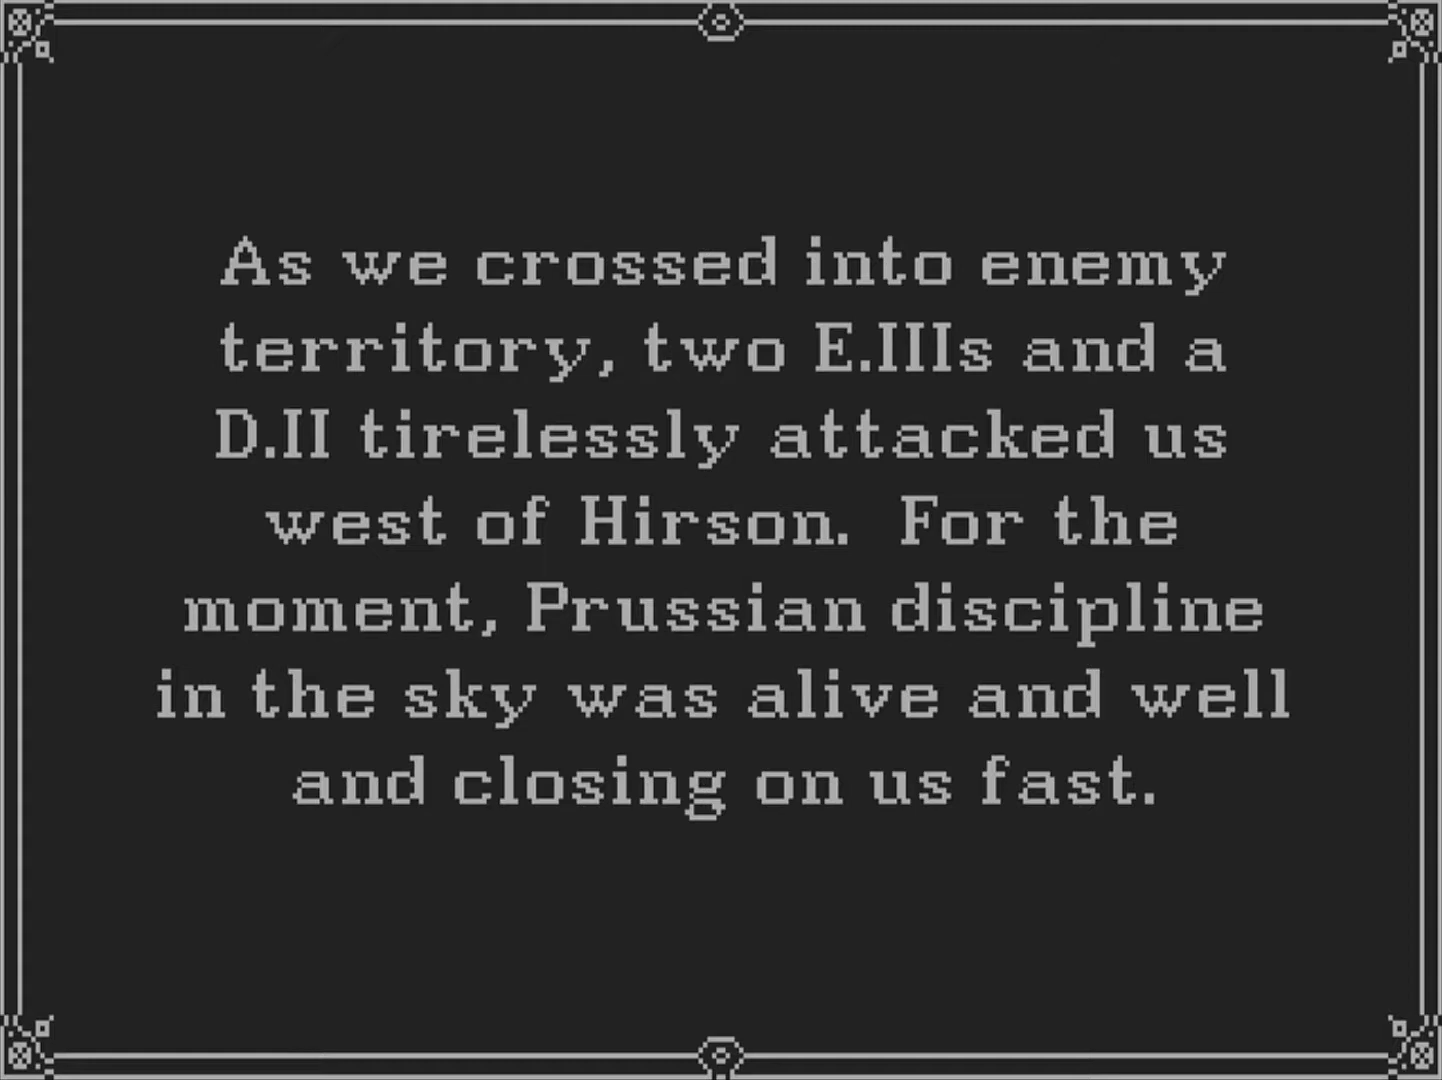 As we crossed into enemy
territory, two E.IIIs and a
D.II tirelessly attacked us
west of Hirson.  For the
moment, Prussian discipline
in the sky was alive and well
and closing on us fast.